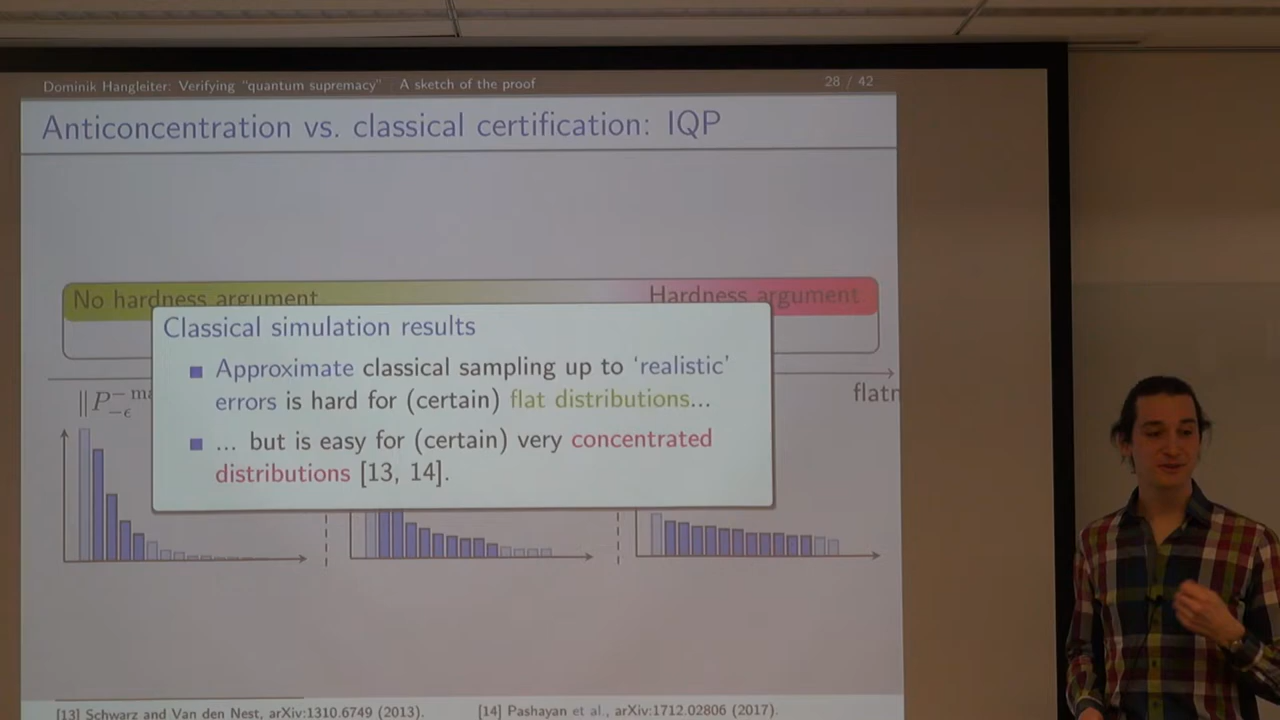 Dominik Hangleiter: Verifying “quantum supremacy” A sketch of the proof 28 / 42
Anticoncentration vs. classical certification: IQP
No hardness argument Hardness argument
Classical simulation results
Approximate classical sampling up to ‘realistic’
errors is hard for (certain) flat distributions...
... but is easy for (certain) very concentrated
distributions [13, 14].
[13] Schwarz and Van den Nest, arXiv:1310.6749 (2013). [14] Pashayan et al., arXiv:1712.02806 (2017).